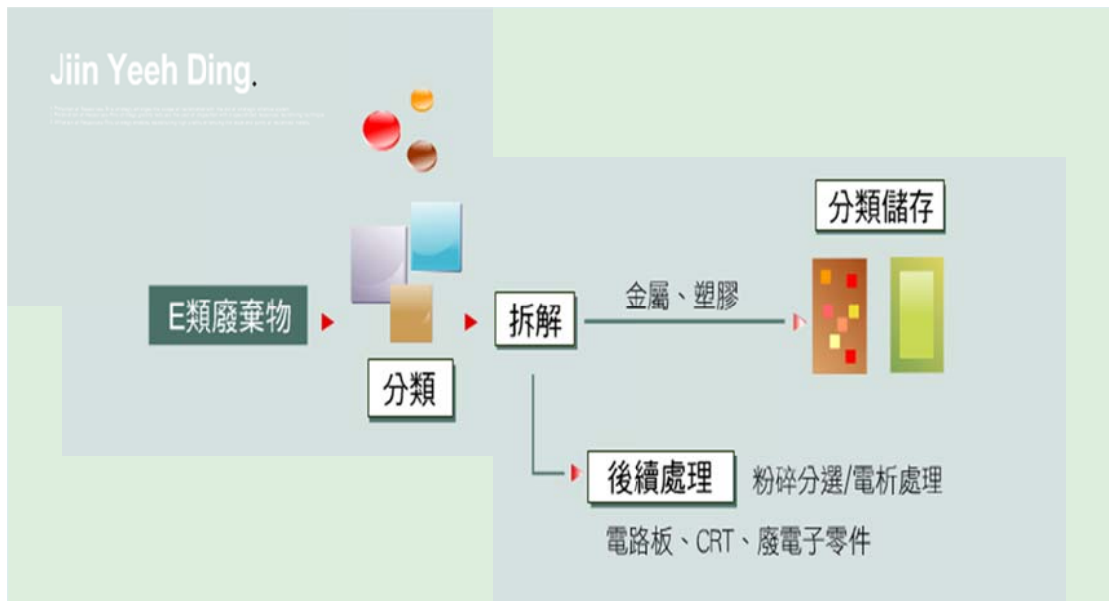 Jiin Yeeh Ding.
分類儲存
金屬、塑膠
E類廢棄物
拆解
分類
後續處理 粉碎分選/電析處理
電路板、CRT、廢電子零件